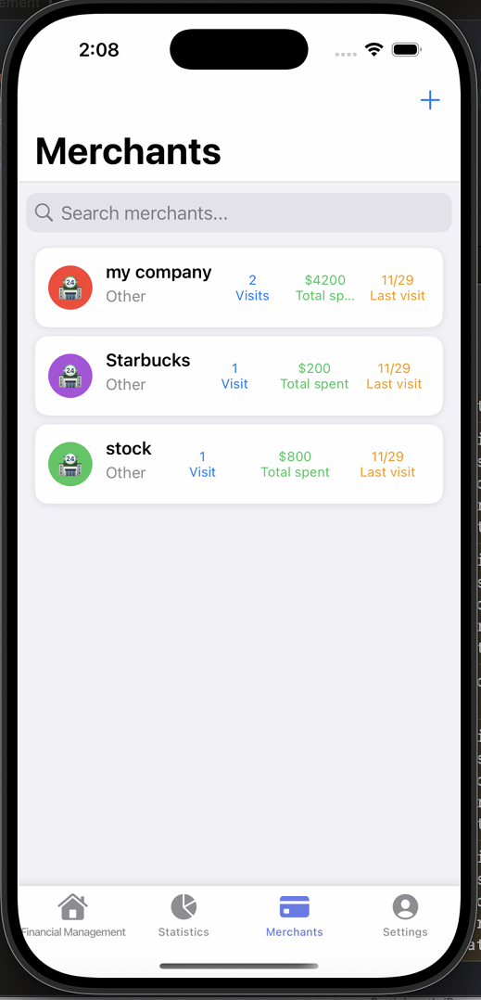 2:08
Merchants
Search merchants...
my company
Other
2
Visits
$4200
Total sp...
11/29
Last visit
Starbucks
Other
1
Visit
$200
Total spent
11/29
Last visit
stock
Other
1
Visit
$800
Total spent
11/29
Last visit
Financial Management
Statistics
Merchants
Settings